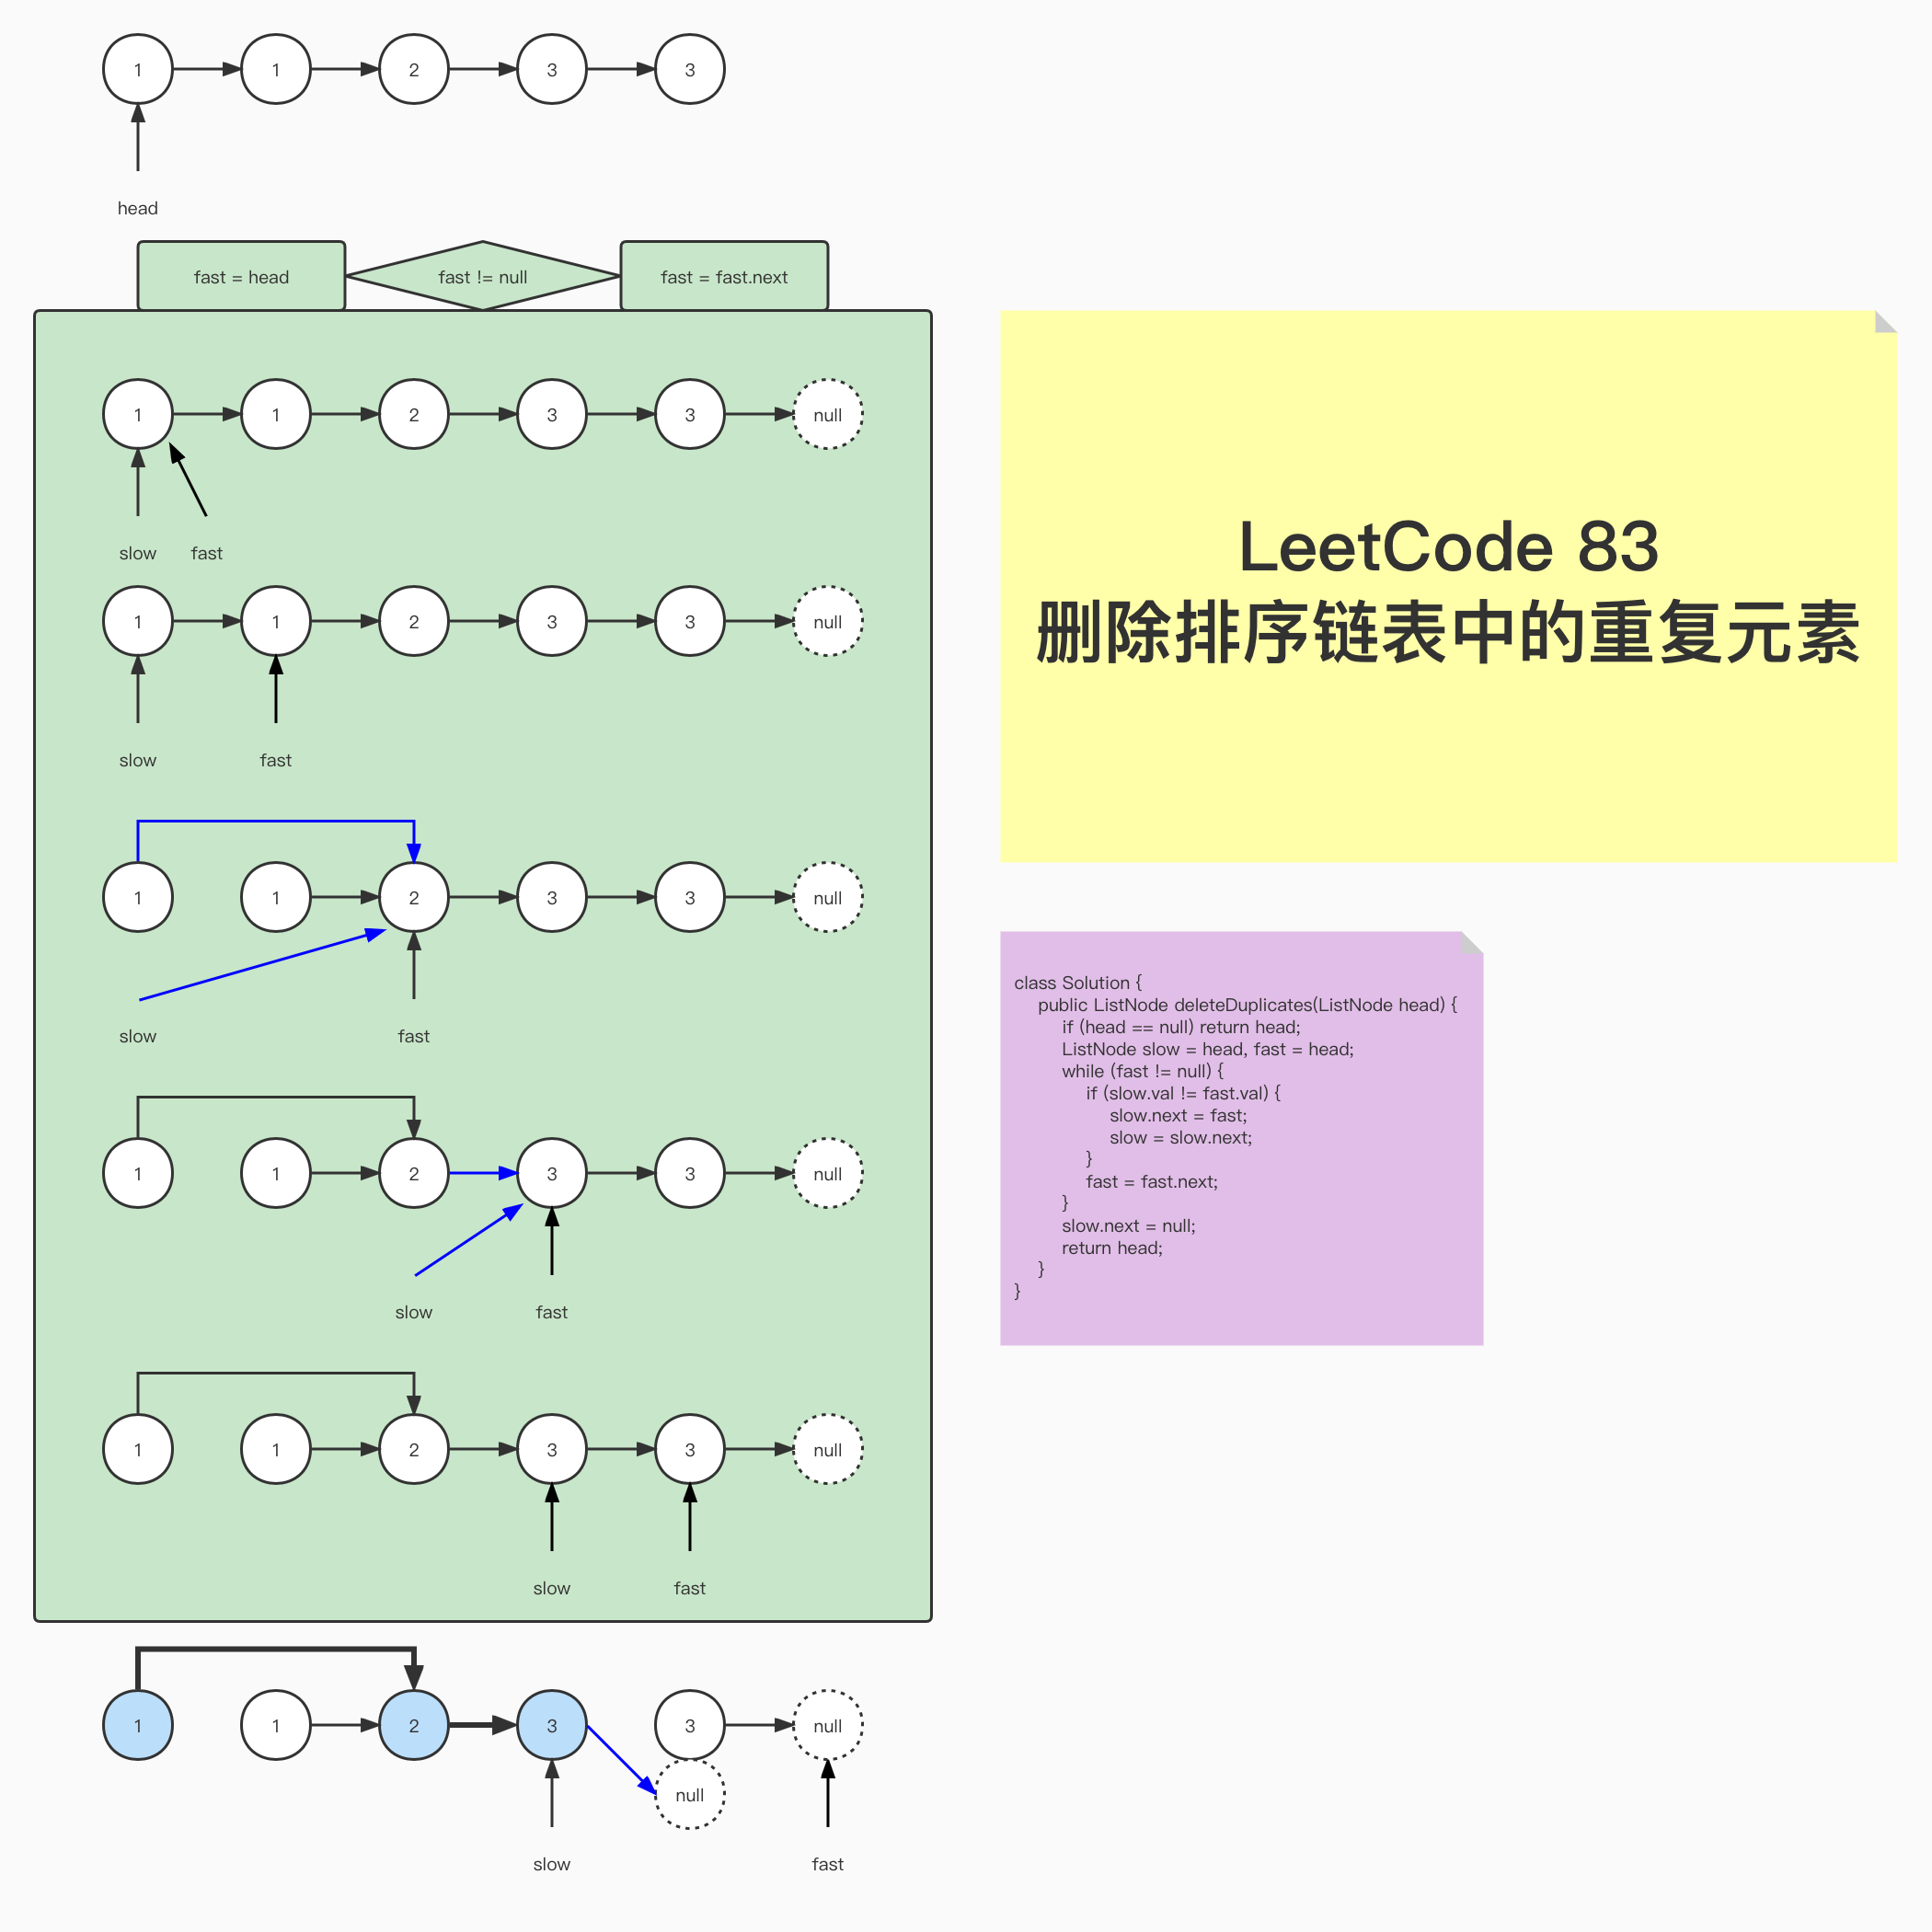 1 1 2 3 3
head
fast = head fast != null fast = fast.next
1 1 2 3 3 null
slow fast
1 1 2 3 3 null
slow fast
1 1 2 3 3 null
slow fast
1 1 2 3 3 null
slow fast
1 1 2 3 3 null
slow fast
1 1 2 3 3 null
null
slow fast
LeetCode 83
删除排序链表中的重复元素
class Solution {
public ListNode deleteDuplicates(ListNode head) {
if (head == null) return head;
ListNode slow = head, fast = head;
while (fast != null) {
if (slow.val != fast.val) {
slow.next = fast;
slow = slow.next;
}
fast = fast.next;
}
slow.next = null;
return head;
}
}